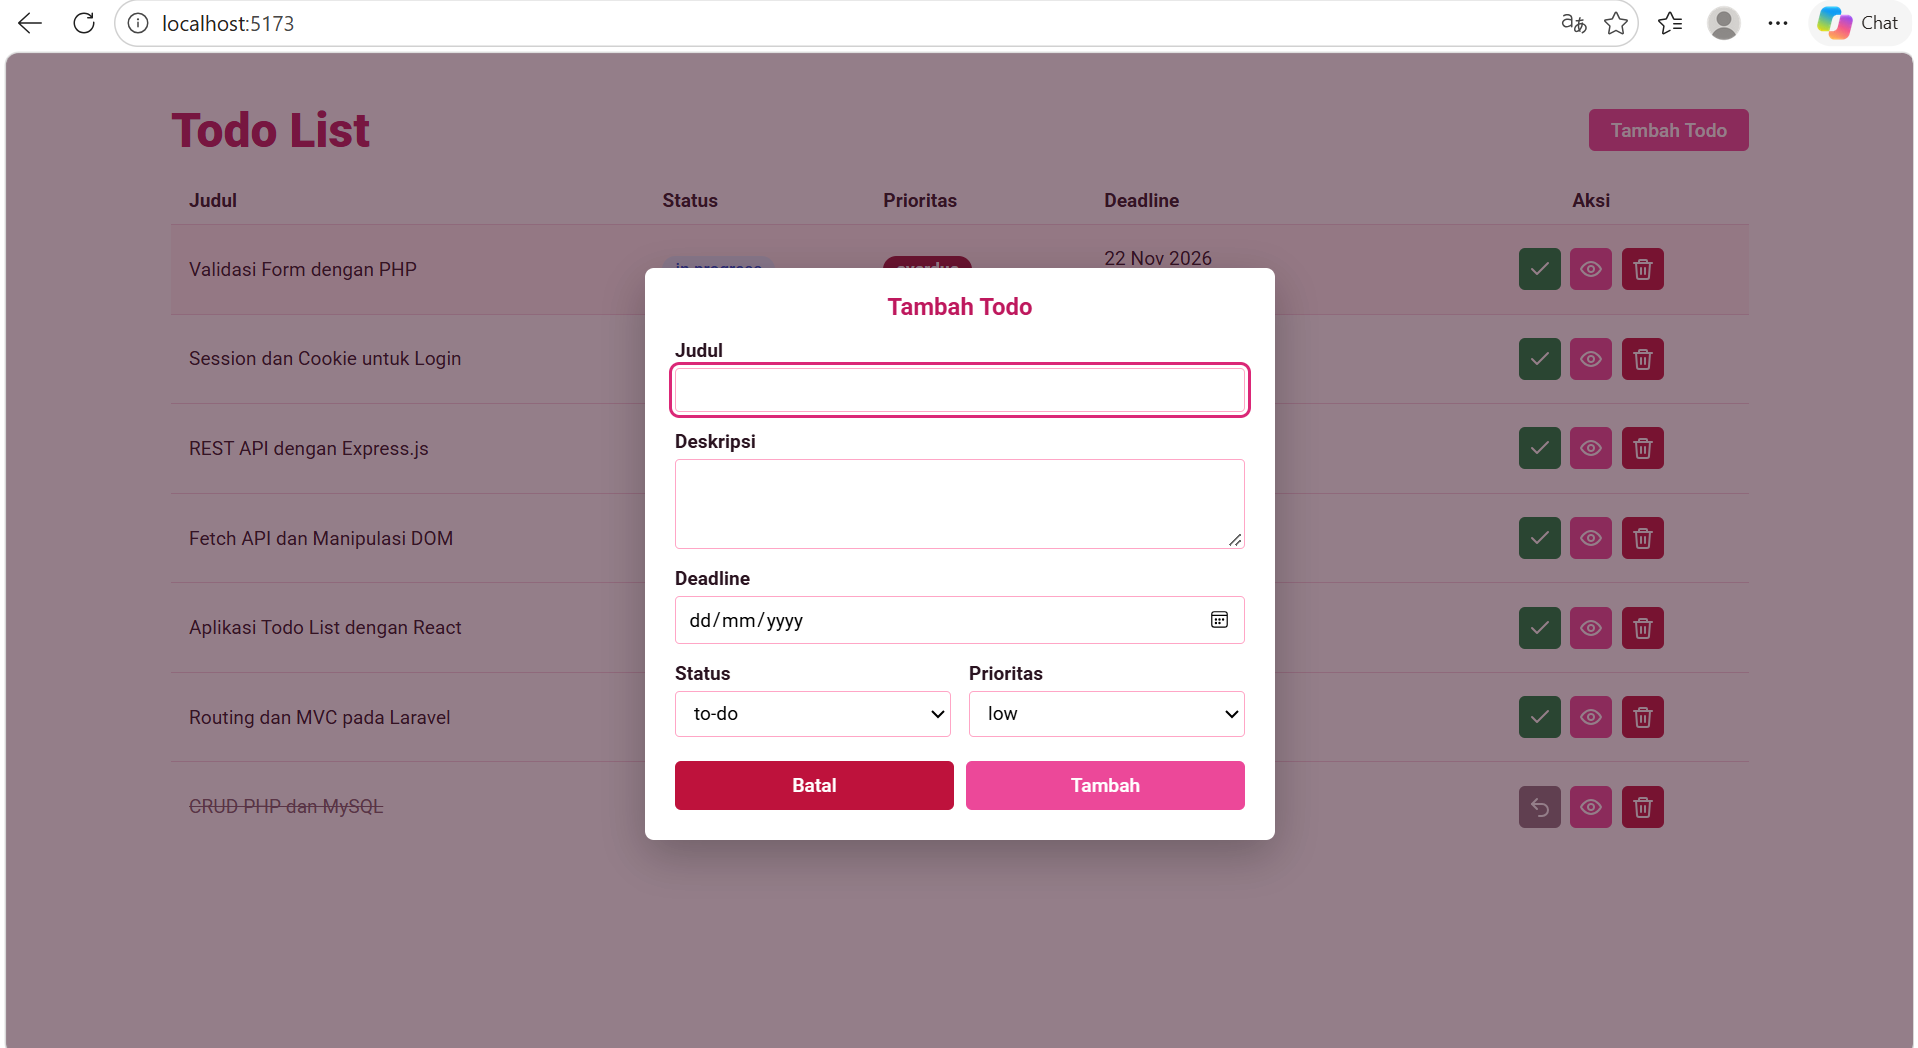 localhost:5173
Chat
Todo List
Tambah Todo
Judul Status Prioritas Deadline Aksi
Validasi Form dengan PHP in progress overdue 22 Nov 2026
Session dan Cookie untuk Login
REST API dengan Express.js
Fetch API dan Manipulasi DOM
Aplikasi Todo List dengan React
Routing dan MVC pada Laravel
CRUD PHP dan MySQL
Tambah Todo
Judul
Deskripsi
Deadline
dd/mm/yyyy
Status Prioritas
to-do low
Batal Tambah